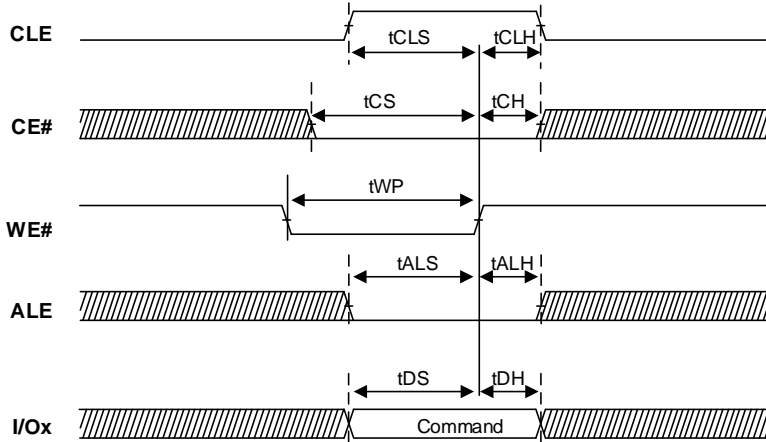 CLE
tCLS tCLH
CE#
tCS tCH
WE#
tWP
ALE
tALS tALH
I/Ox
tDS tDH
Command